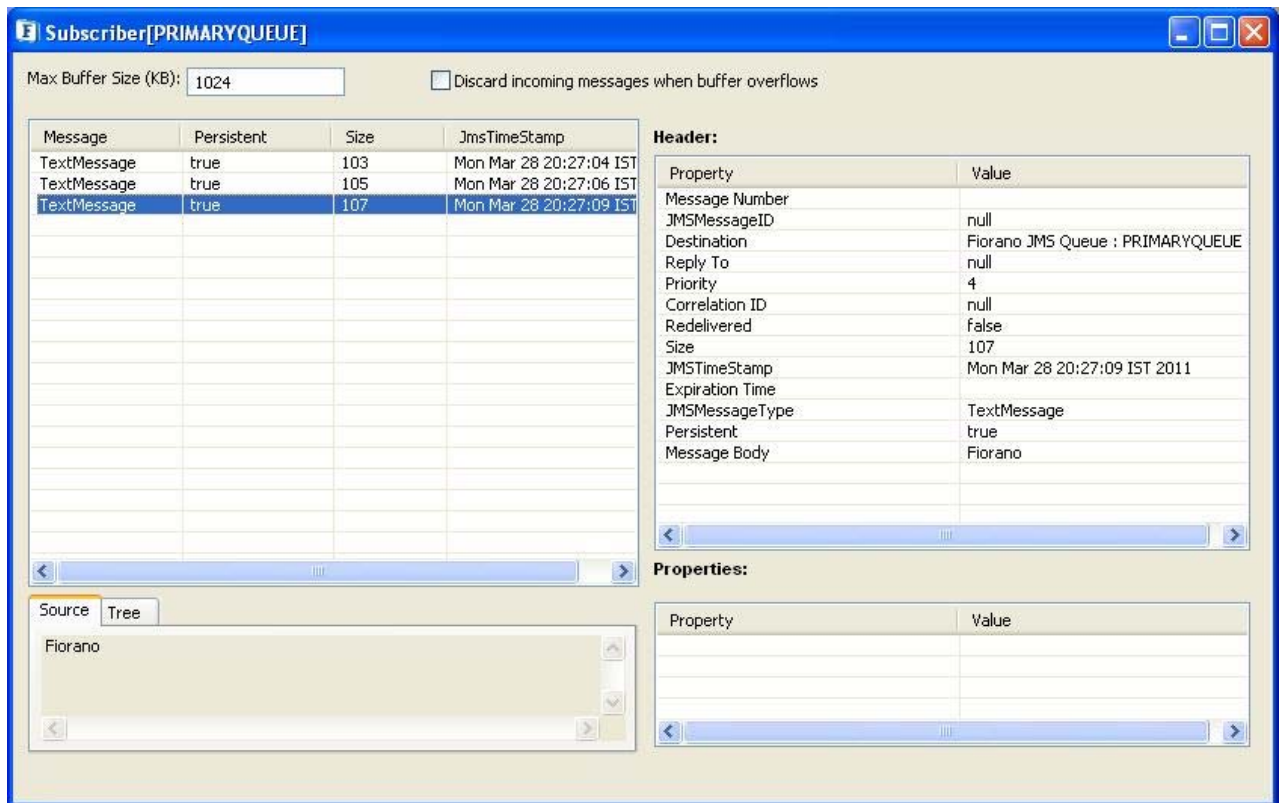 Subscriber[PRIMARYQUEUE]
Max Buffer Size (KB): 1024 Discard incoming messages when buffer overflows
Message Persistent Size JmsTimeStamp
TextMessage true 103 Mon Mar 28 20:27:04 IST
TextMessage true 105 Mon Mar 28 20:27:06 IST
TextMessage true 107 Mon Mar 28 20:27:09 IST
Header:
Property Value
Message Number
JMSMessageID null
Destination Fiorano JMS Queue : PRIMARYQUEUE
Reply To null
Priority 4
Correlation ID null
Redelivered false
Size 107
JMSTimeStamp Mon Mar 28 20:27:09 IST 2011
Expiration Time
JMSMessageType TextMessage
Persistent true
Message Body Fiorano
Source Tree
Fiorano
Properties:
Property Value